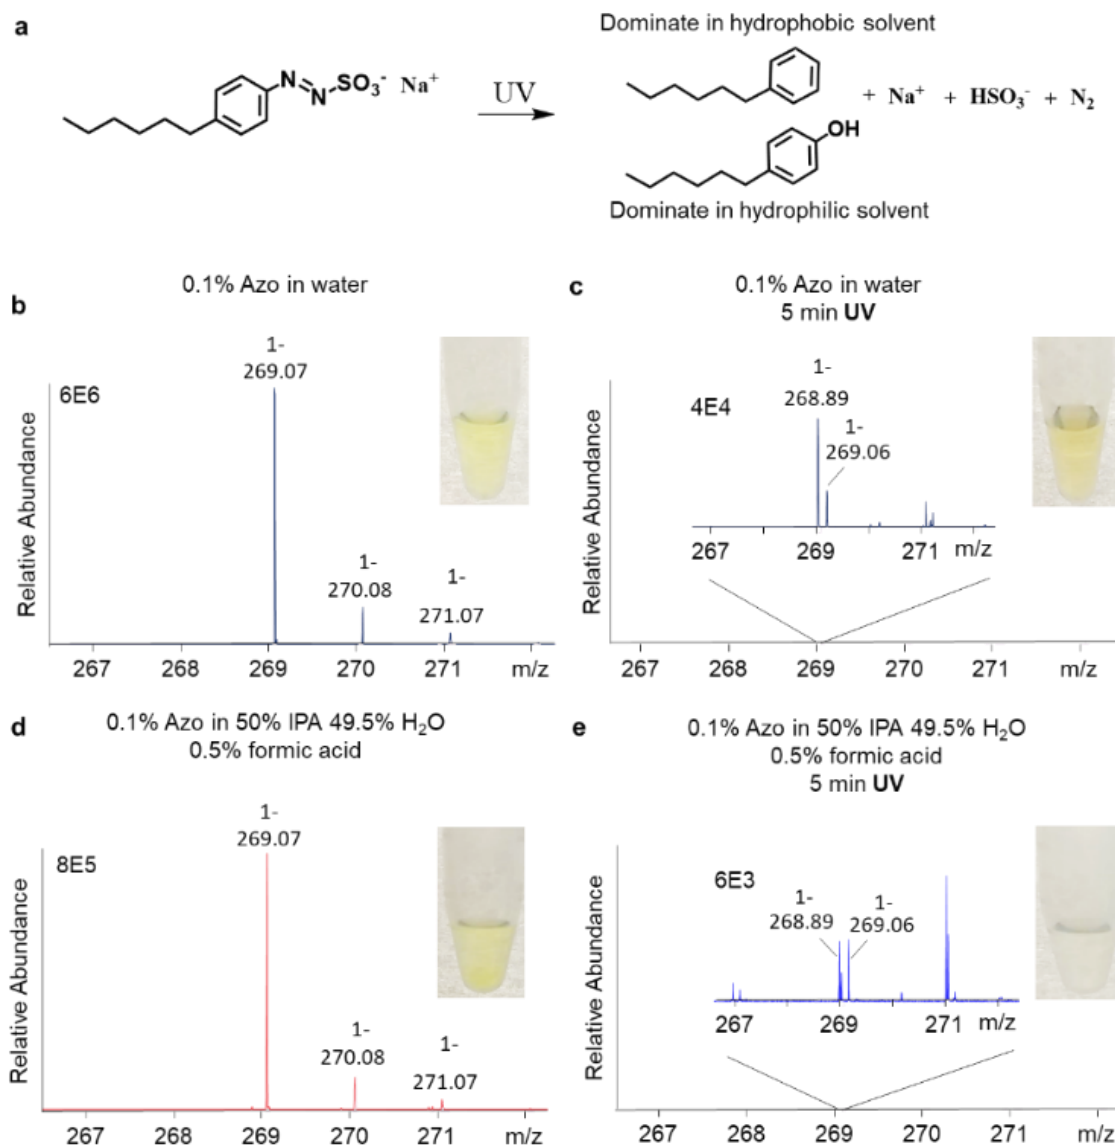 a
Dominate in hydrophobic solvent
N
N
SO₃⁻ Na⁺
UV
+ Na⁺ + HSO₃⁻ + N₂
OH
Dominate in hydrophilic solvent
b
0.1% Azo in water
6E6
1-
269.07
1-
270.08
1-
271.07
Relative Abundance
267 268 269 270 271 m/z
c
0.1% Azo in water
5 min UV
4E4
1-
268.89
1-
269.06
267 269 271 m/z
Relative Abundance
267 268 269 270 271 m/z
d
0.1% Azo in 50% IPA 49.5% H₂O
0.5% formic acid
8E5
1-
269.07
1-
270.08
1-
271.07
Relative Abundance
267 268 269 270 271 m/z
e
0.1% Azo in 50% IPA 49.5% H₂O
0.5% formic acid
5 min UV
6E3
1-
268.89
1-
269.06
267 269 271 m/z
Relative Abundance
267 268 269 270 271 m/z